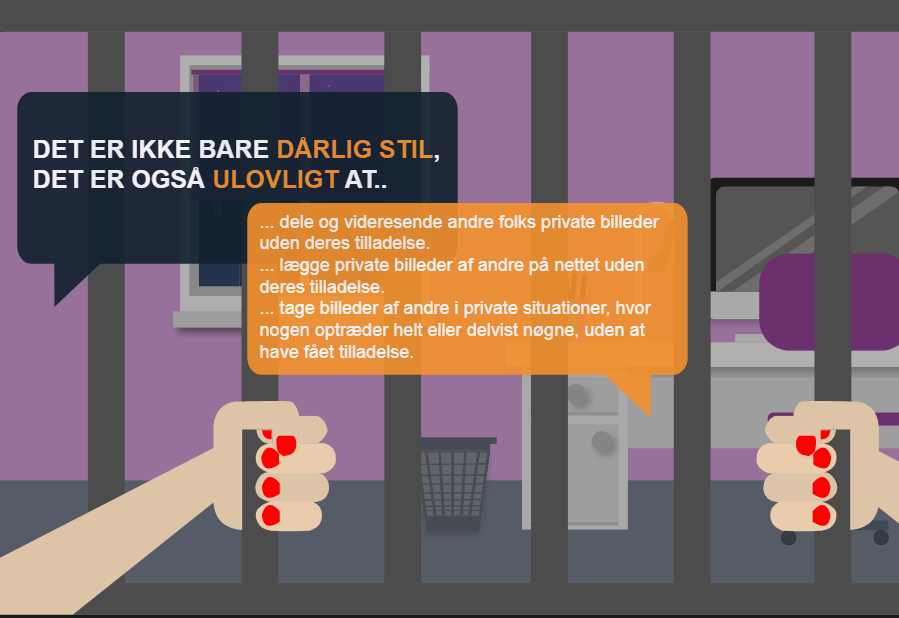 DET ER IKKE BARE DÅRLIG STIL,
DET ER OGSÅ ULOVLIGT AT..
... dele og videresende andre folks private billeder
uden deres tilladelse.
... lægge private billeder af andre på nettet uden
deres tilladelse.
... tage billeder af andre i private situationer, hvor
nogen optræder helt eller delvist nøgne, uden at
have fået tilladelse.